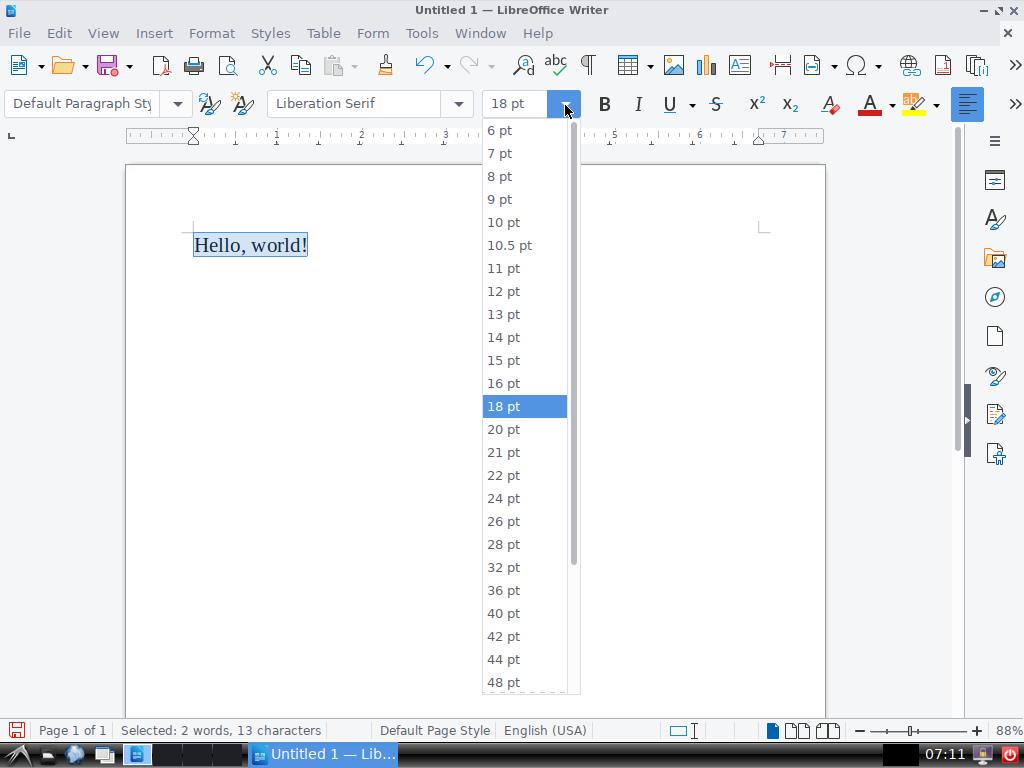 Untitled 1 — LibreOffice Writer
File Edit View Insert Format Styles Table Form Tools Window Help
Default Paragraph Sty Liberation Serif 18 pt
1 2 3 5 6 7
6 pt
7 pt
8 pt
9 pt
10 pt
Hello, world!
10.5 pt
11 pt
12 pt
13 pt
14 pt
15 pt
16 pt
18 pt
20 pt
21 pt
22 pt
24 pt
26 pt
28 pt
32 pt
36 pt
40 pt
42 pt
44 pt
48 pt
Page 1 of 1 Selected: 2 words, 13 characters Default Page Style English (USA) 88%
Untitled 1 — Lib... 07:11